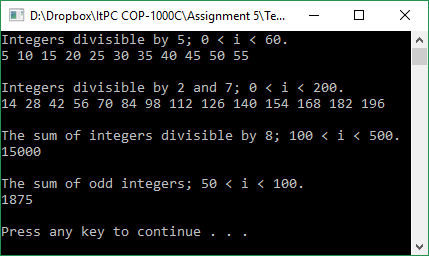 D:\Dropbox\ItPC COP-1000C\Assignment 5\Te...
Integers divisible by 5; 0 < i < 60.
5 10 15 20 25 30 35 40 45 50 55
Integers divisible by 2 and 7; 0 < i < 200.
14 28 42 56 70 84 98 112 126 140 154 168 182 196
The sum of integers divisible by 8; 100 < i < 500.
15000
The sum of odd integers; 50 < i < 100.
1875
Press any key to continue . . .